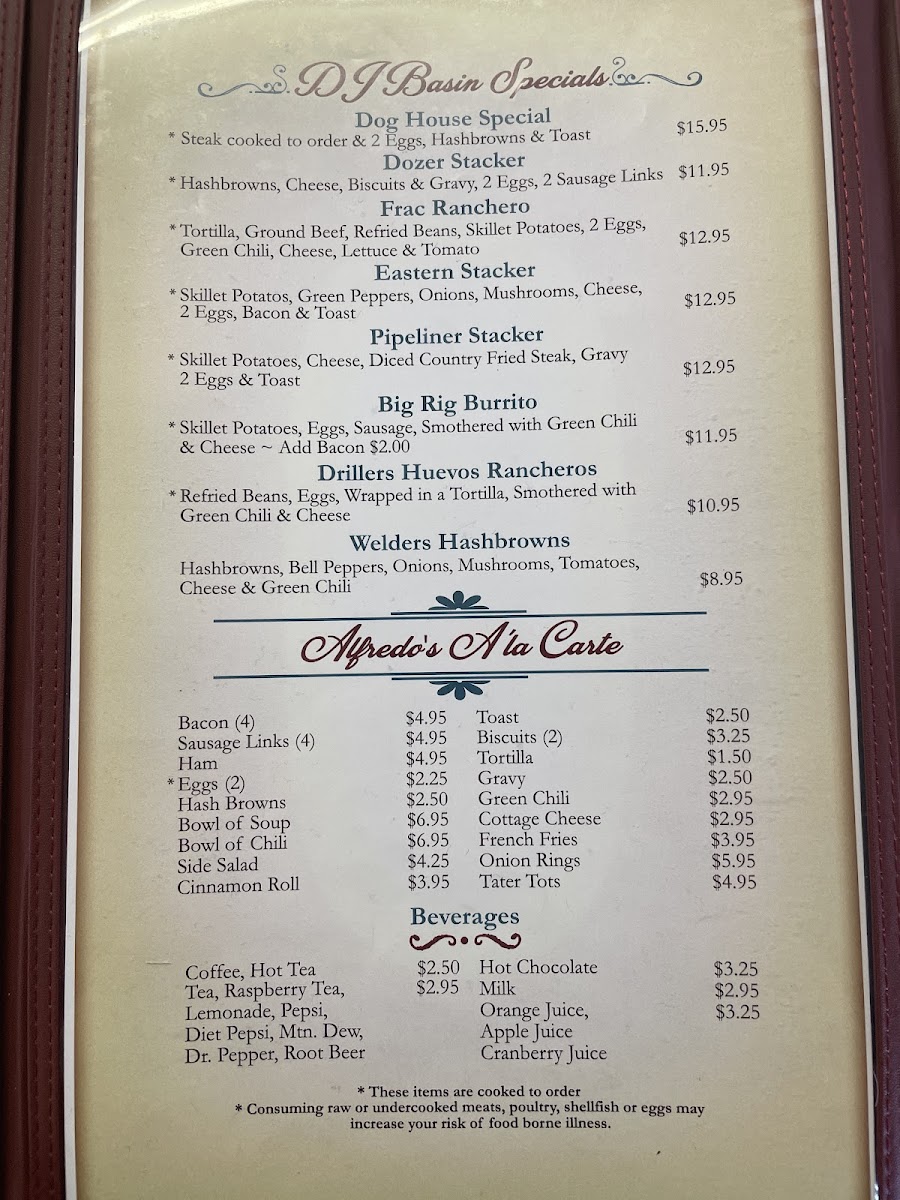 DJ Basin Specials
Dog House Special
* Steak cooked to order & 2 Eggs, Hashbrowns & Toast $15.95
Dozer Stacker
* Hashbrowns, Cheese, Biscuits & Gravy, 2 Eggs, 2 Sausage Links $11.95
Frac Ranchero
* Tortilla, Ground Beef, Refried Beans, Skillet Potatoes, 2 Eggs,
Green Chili, Cheese, Lettuce & Tomato $12.95
Eastern Stacker
* Skillet Potatos, Green Peppers, Onions, Mushrooms, Cheese,
2 Eggs, Bacon & Toast $12.95
Pipeliner Stacker
* Skillet Potatoes, Cheese, Diced Country Fried Steak, Gravy
2 Eggs & Toast $12.95
Big Rig Burrito
* Skillet Potatoes, Eggs, Sausage, Smothered with Green Chili
& Cheese ~ Add Bacon $2.00 $11.95
Drillers Huevos Rancheros
* Refried Beans, Eggs, Wrapped in a Tortilla, Smothered with
Green Chili & Cheese $10.95
Welders Hashbrowns
Hashbrowns, Bell Peppers, Onions, Mushrooms, Tomatoes,
Cheese & Green Chili $8.95
Alfredo's A'la Carte
Bacon (4) $4.95 Toast $2.50
Sausage Links (4) $4.95 Biscuits (2) $3.25
Ham $4.95 Tortilla $1.50
* Eggs (2) $2.25 Gravy $2.50
Hash Browns $2.50 Green Chili $2.95
Bowl of Soup $6.95 Cottage Cheese $2.95
Bowl of Chili $6.95 French Fries $3.95
Side Salad $4.25 Onion Rings $5.95
Cinnamon Roll $3.95 Tater Tots $4.95
Beverages
Coffee, Hot Tea $2.50 Hot Chocolate $3.25
Tea, Raspberry Tea, $2.95 Milk $2.95
Lemonade, Pepsi, Orange Juice, $3.25
Diet Pepsi, Mtn. Dew, Apple Juice
Dr. Pepper, Root Beer Cranberry Juice
* These items are cooked to order
* Consuming raw or undercooked meats, poultry, shellfish or eggs may
increase your risk of food borne illness.